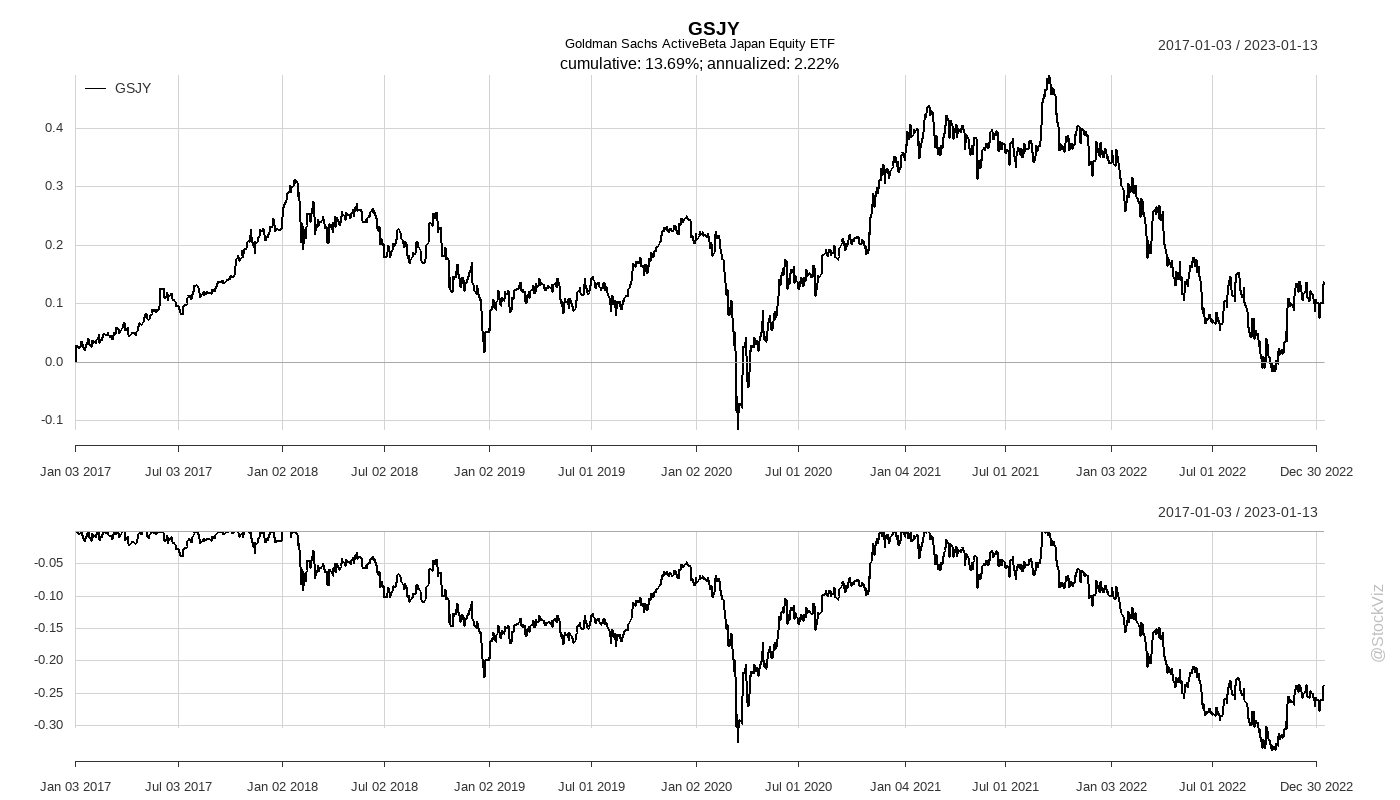 GSJY
Goldman Sachs ActiveBeta Japan Equity ETF
cumulative: 13.69%; annualized: 2.22%
2017-01-03 / 2023-01-13
GSJY
0.4
0.3
0.2
0.1
0.0
-0.1
Jan 03 2017 Jul 03 2017 Jan 02 2018 Jul 02 2018 Jan 02 2019 Jul 01 2019 Jan 02 2020 Jul 01 2020 Jan 04 2021 Jul 01 2021 Jan 03 2022 Jul 01 2022 Dec 30 2022
2017-01-03 / 2023-01-13
-0.05
-0.10
-0.15
-0.20
-0.25
-0.30
Jan 03 2017 Jul 03 2017 Jan 02 2018 Jul 02 2018 Jan 02 2019 Jul 01 2019 Jan 02 2020 Jul 01 2020 Jan 04 2021 Jul 01 2021 Jan 03 2022 Jul 01 2022 Dec 30 2022
@StockViz